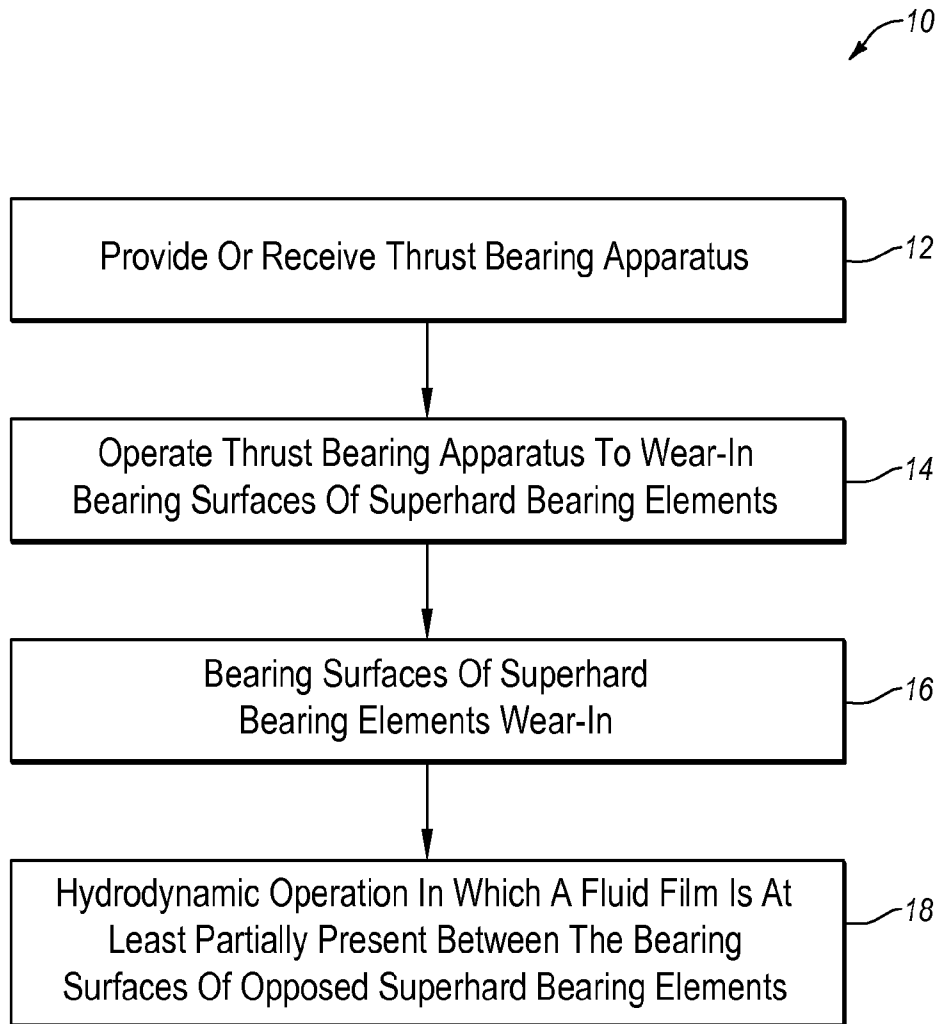 10
Provide Or Receive Thrust Bearing Apparatus
12
Operate Thrust Bearing Apparatus To Wear-In
Bearing Surfaces Of Superhard Bearing Elements
14
Bearing Surfaces Of Superhard
Bearing Elements Wear-In
16
Hydrodynamic Operation In Which A Fluid Film Is At
Least Partially Present Between The Bearing
Surfaces Of Opposed Superhard Bearing Elements
18